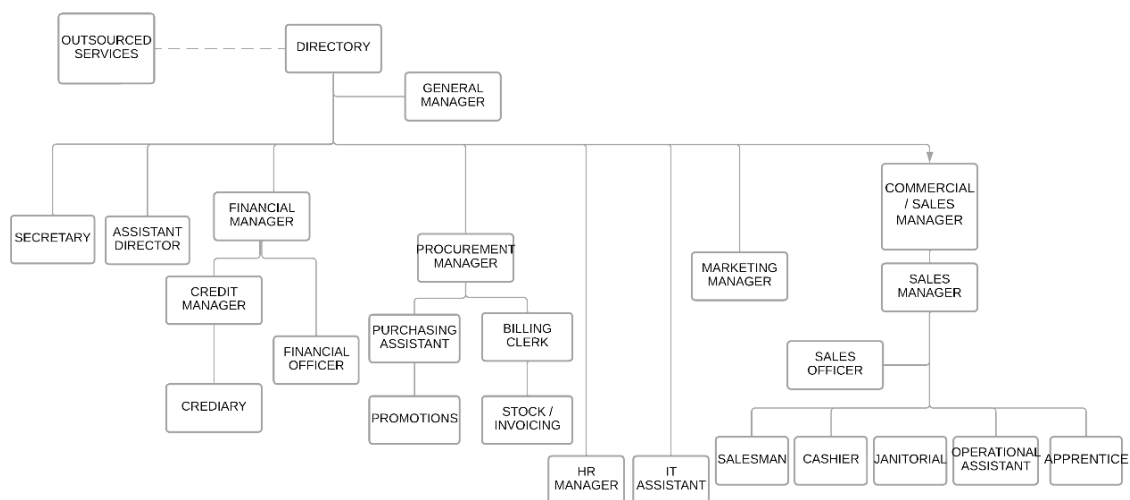 OUTSOURCED
SERVICES
DIRECTORY
GENERAL
MANAGER
SECRETARY
ASSISTANT
DIRECTOR
FINANCIAL
MANAGER
CREDIT
MANAGER
CREDIARY
FINANCIAL
OFFICER
PROCUREMENT
MANAGER
PURCHASING
ASSISTANT
PROMOTIONS
BILLING
CLERK
STOCK /
INVOICING
HR
MANAGER
IT
ASSISTANT
MARKETING
MANAGER
COMMERCIAL
/ SALES
MANAGER
SALES
MANAGER
SALES
OFFICER
SALESMAN
CASHIER
JANITORIAL
OPERATIONAL
ASSISTANT
APPRENTICE